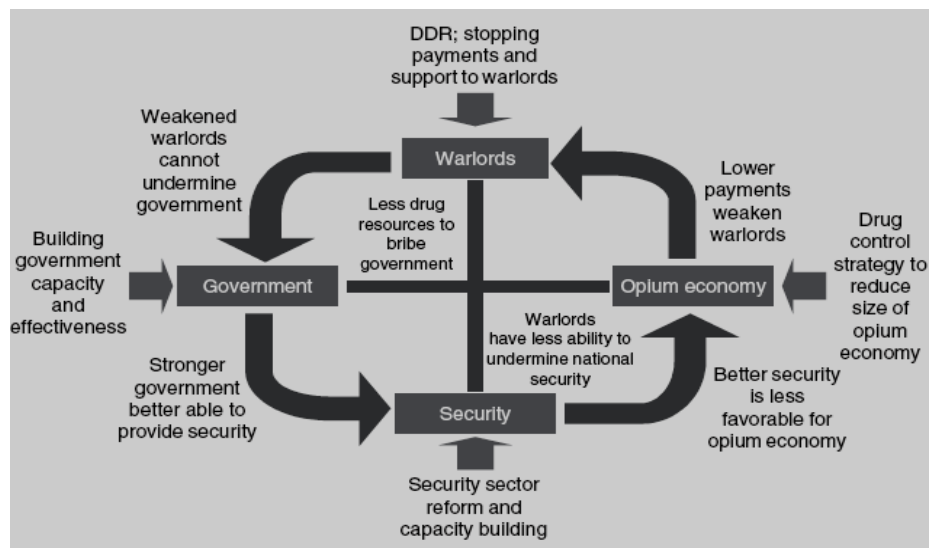 DDR; stopping
payments and
support to warlords
Weakened
warlords
cannot
undermine
government
Warlords
Lower
payments
weaken
warlords
Less drug
resources to
bribe
government
Building
government
capacity
and
effectiveness
Government
Opium economy
Drug
control
strategy to
reduce
size of
opium
economy
Warlords
have less ability to
undermine national
security
Stronger
government
better able to
provide security
Security
Better security
is less
favorable for
opium economy
Security sector
reform and
capacity building